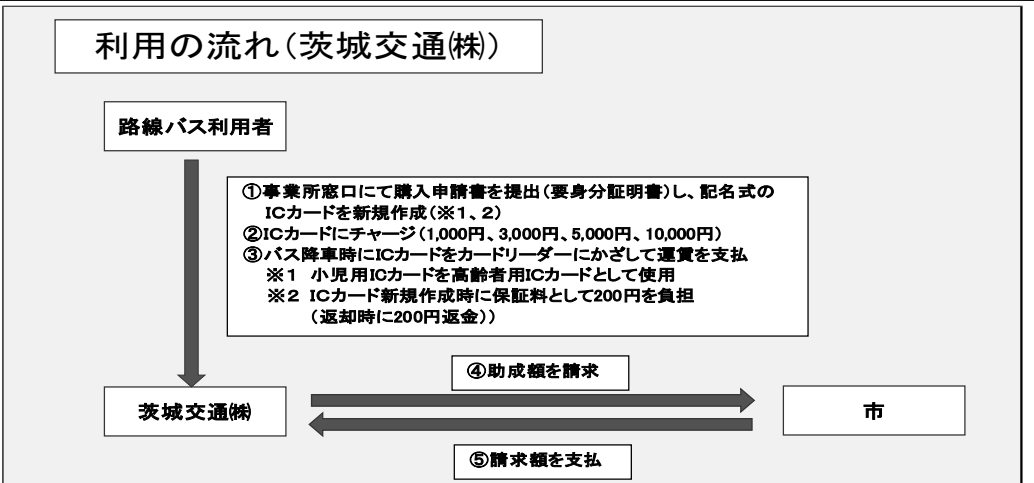 利用の流れ（茨城交通㈱）
路線バス利用者
①事業所窓口にて購入申請書を提出（要身分証明書）し、記名式の
ICカードを新規作成（※１、２）
②ICカードにチャージ（1,000円、3,000円、5,000円、10,000円）
③バス降車時にICカードをカードリーダーにかざして運賃を支払
※１　小児用ICカードを高齢者用ICカードとして使用
※２　ICカード新規作成時に保証料として200円を負担
（返却時に200円返金））
④助成額を請求
茨城交通㈱
市
⑤請求額を支払